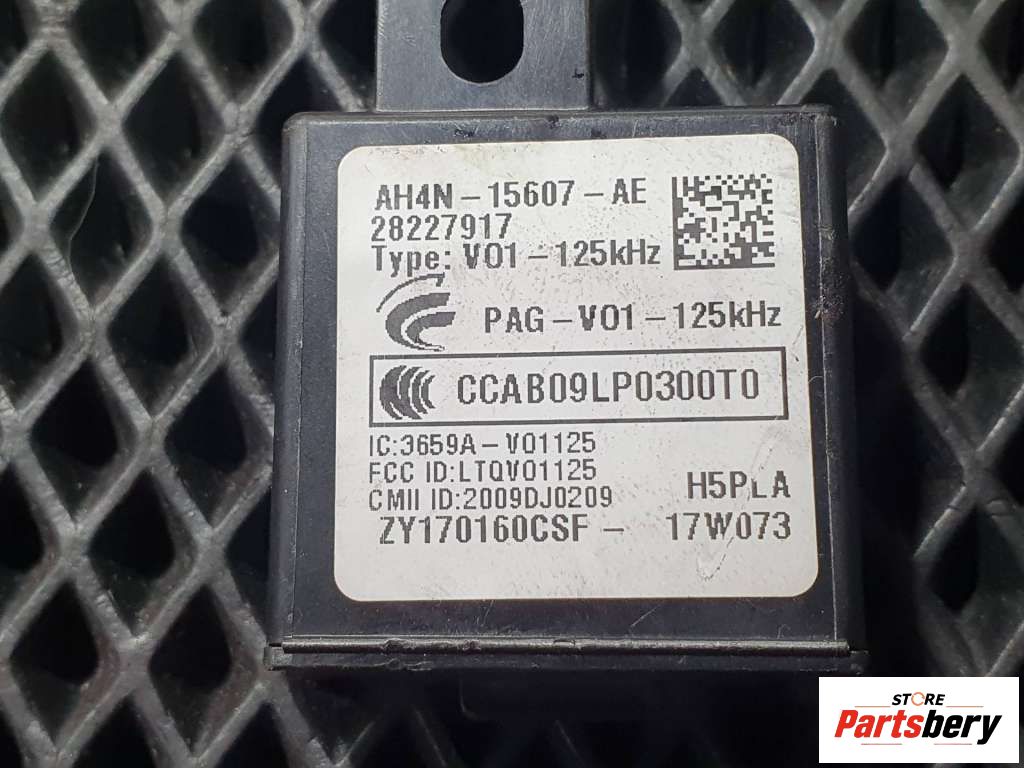 AH4N-15607-AE
28227917
Type: V01-125kHz
PAG-V01-125kHz
CCAB09LP0300T0
IC:3659A-V01125
FCC ID:LTQV01125
CMII ID:2009DJ0209
H5PLA
ZY170160CSF- 17W073
STORE
Partsbery